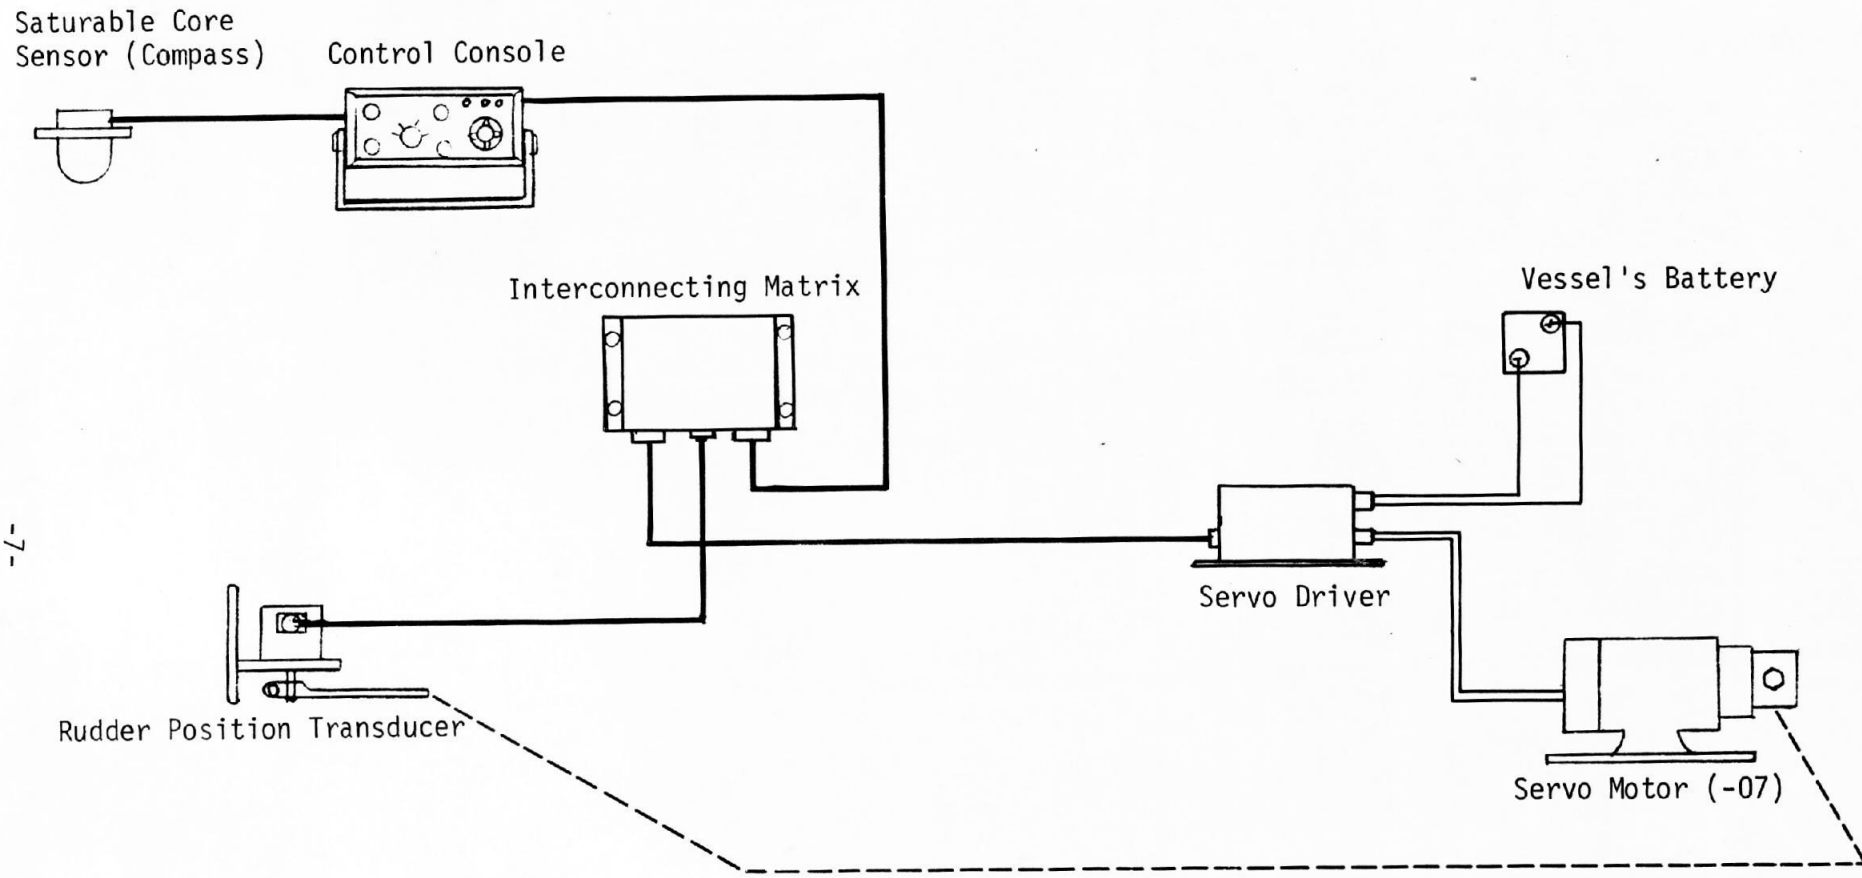 Saturable Core
Sensor (Compass)
Control Console
Interconnecting Matrix
Vessel's Battery
+
-
Servo Driver
Rudder Position Transducer
Servo Motor (-07)
-7-